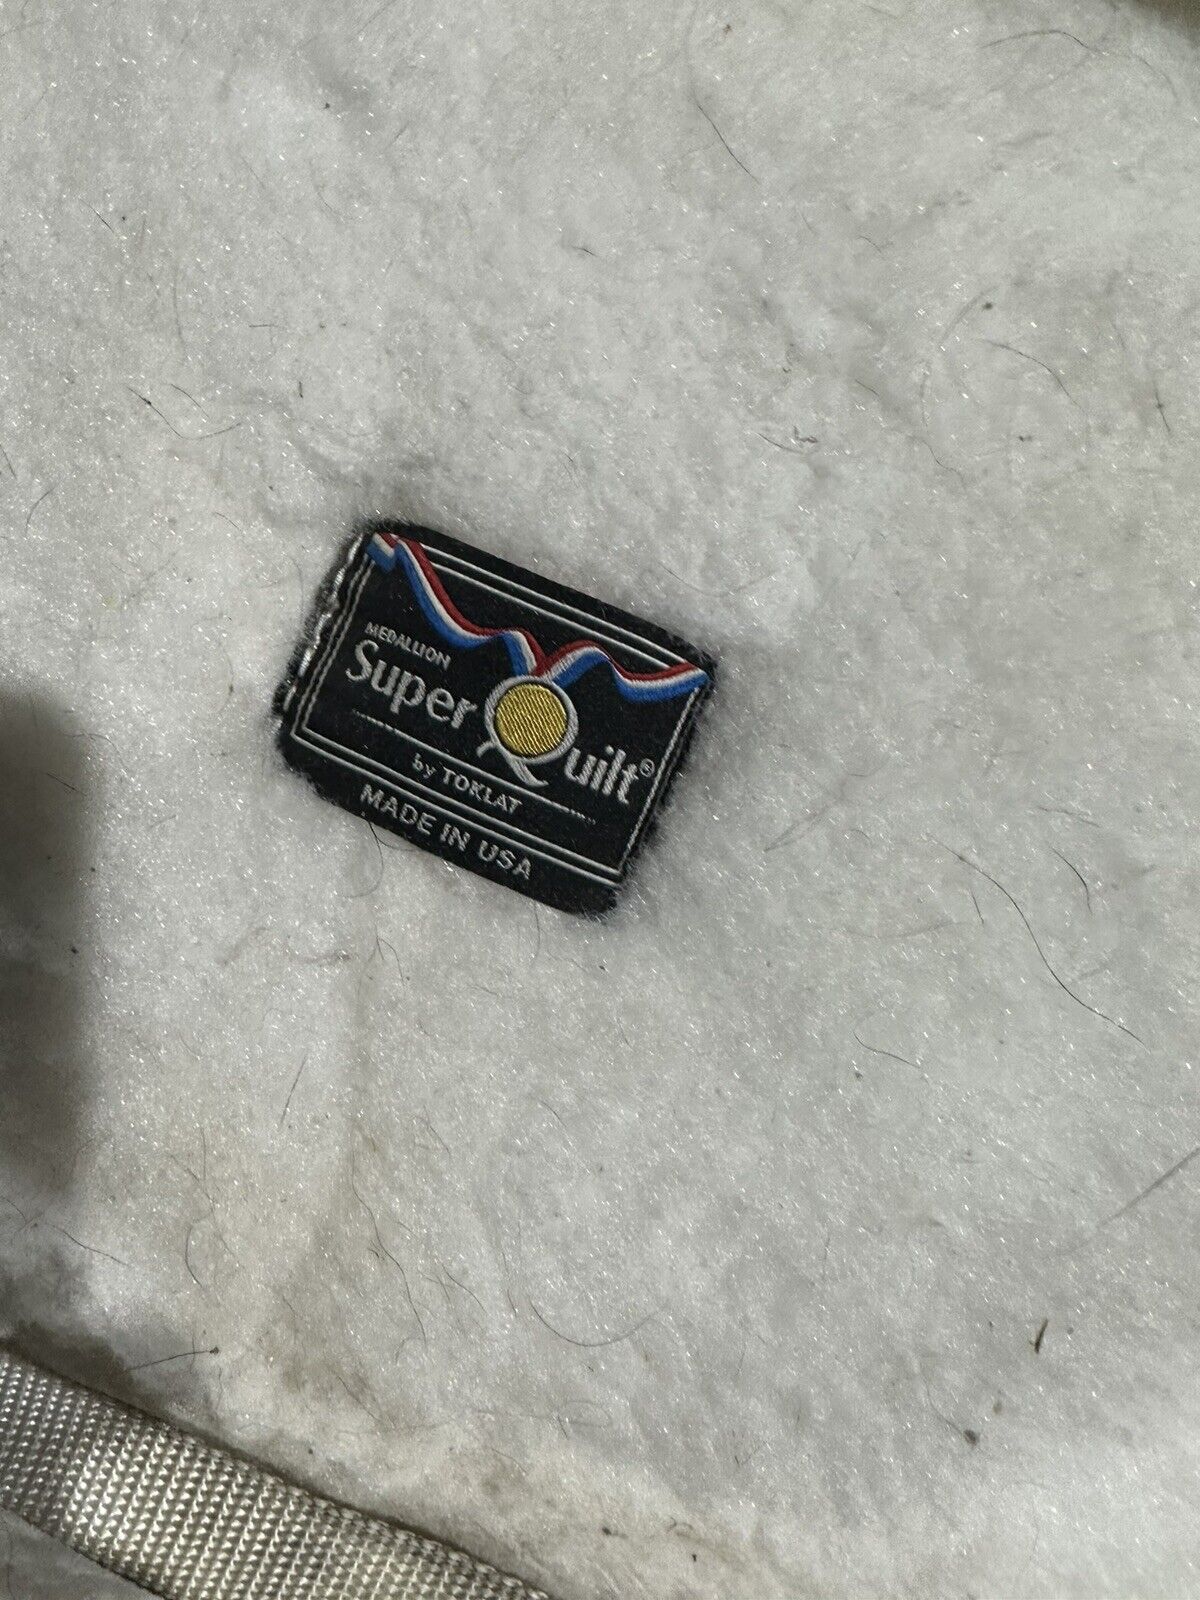 MEDALLION
Super Quilt®
by TOKLAT
MADE IN USA